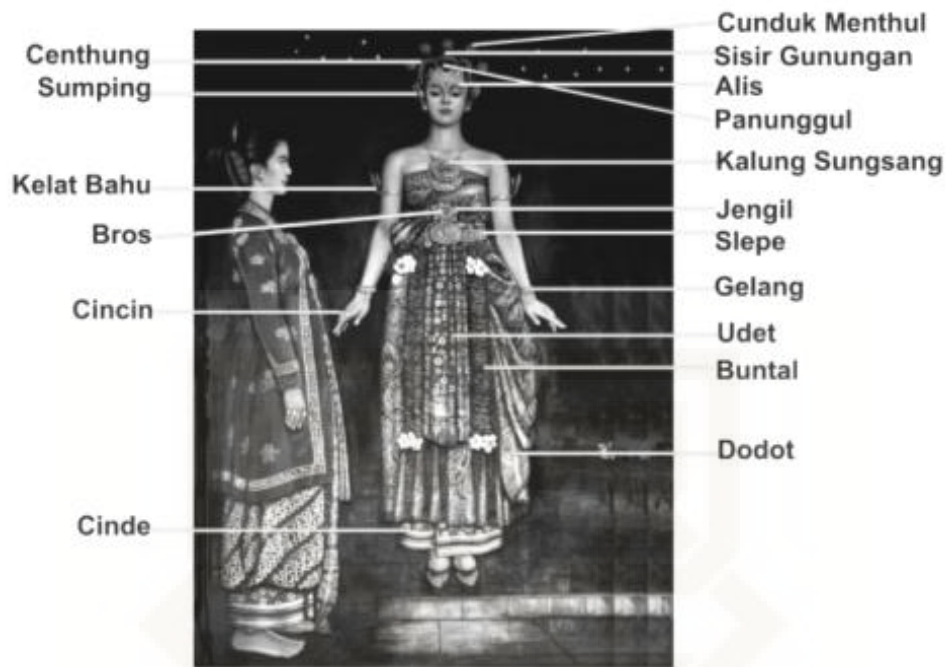 Centhung
Sumping
Kelat Bahu
Bros
Cincin
Cinde
Cunduk Menthul
Sisir Gunungan
Alis
Panunggul
Kalung Sungsang
Jengil
Slepe
Gelang
Udet
Buntal
Dodot